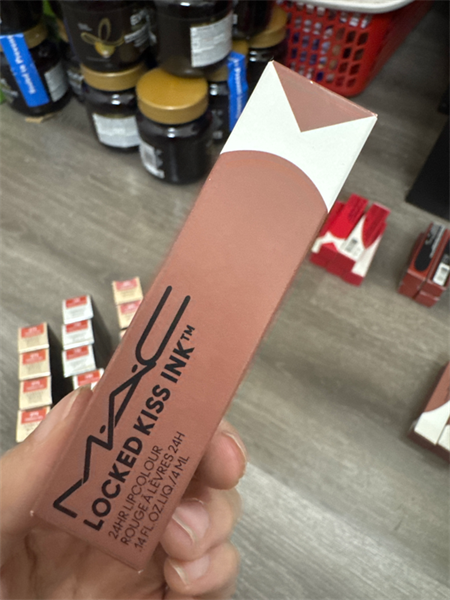 M·A·C
LOCKED KISS INK™
24HR LIPCOLOUR
ROUGE À LÈVRES 24H
.14 FL.OZ.LIQ./4 ML